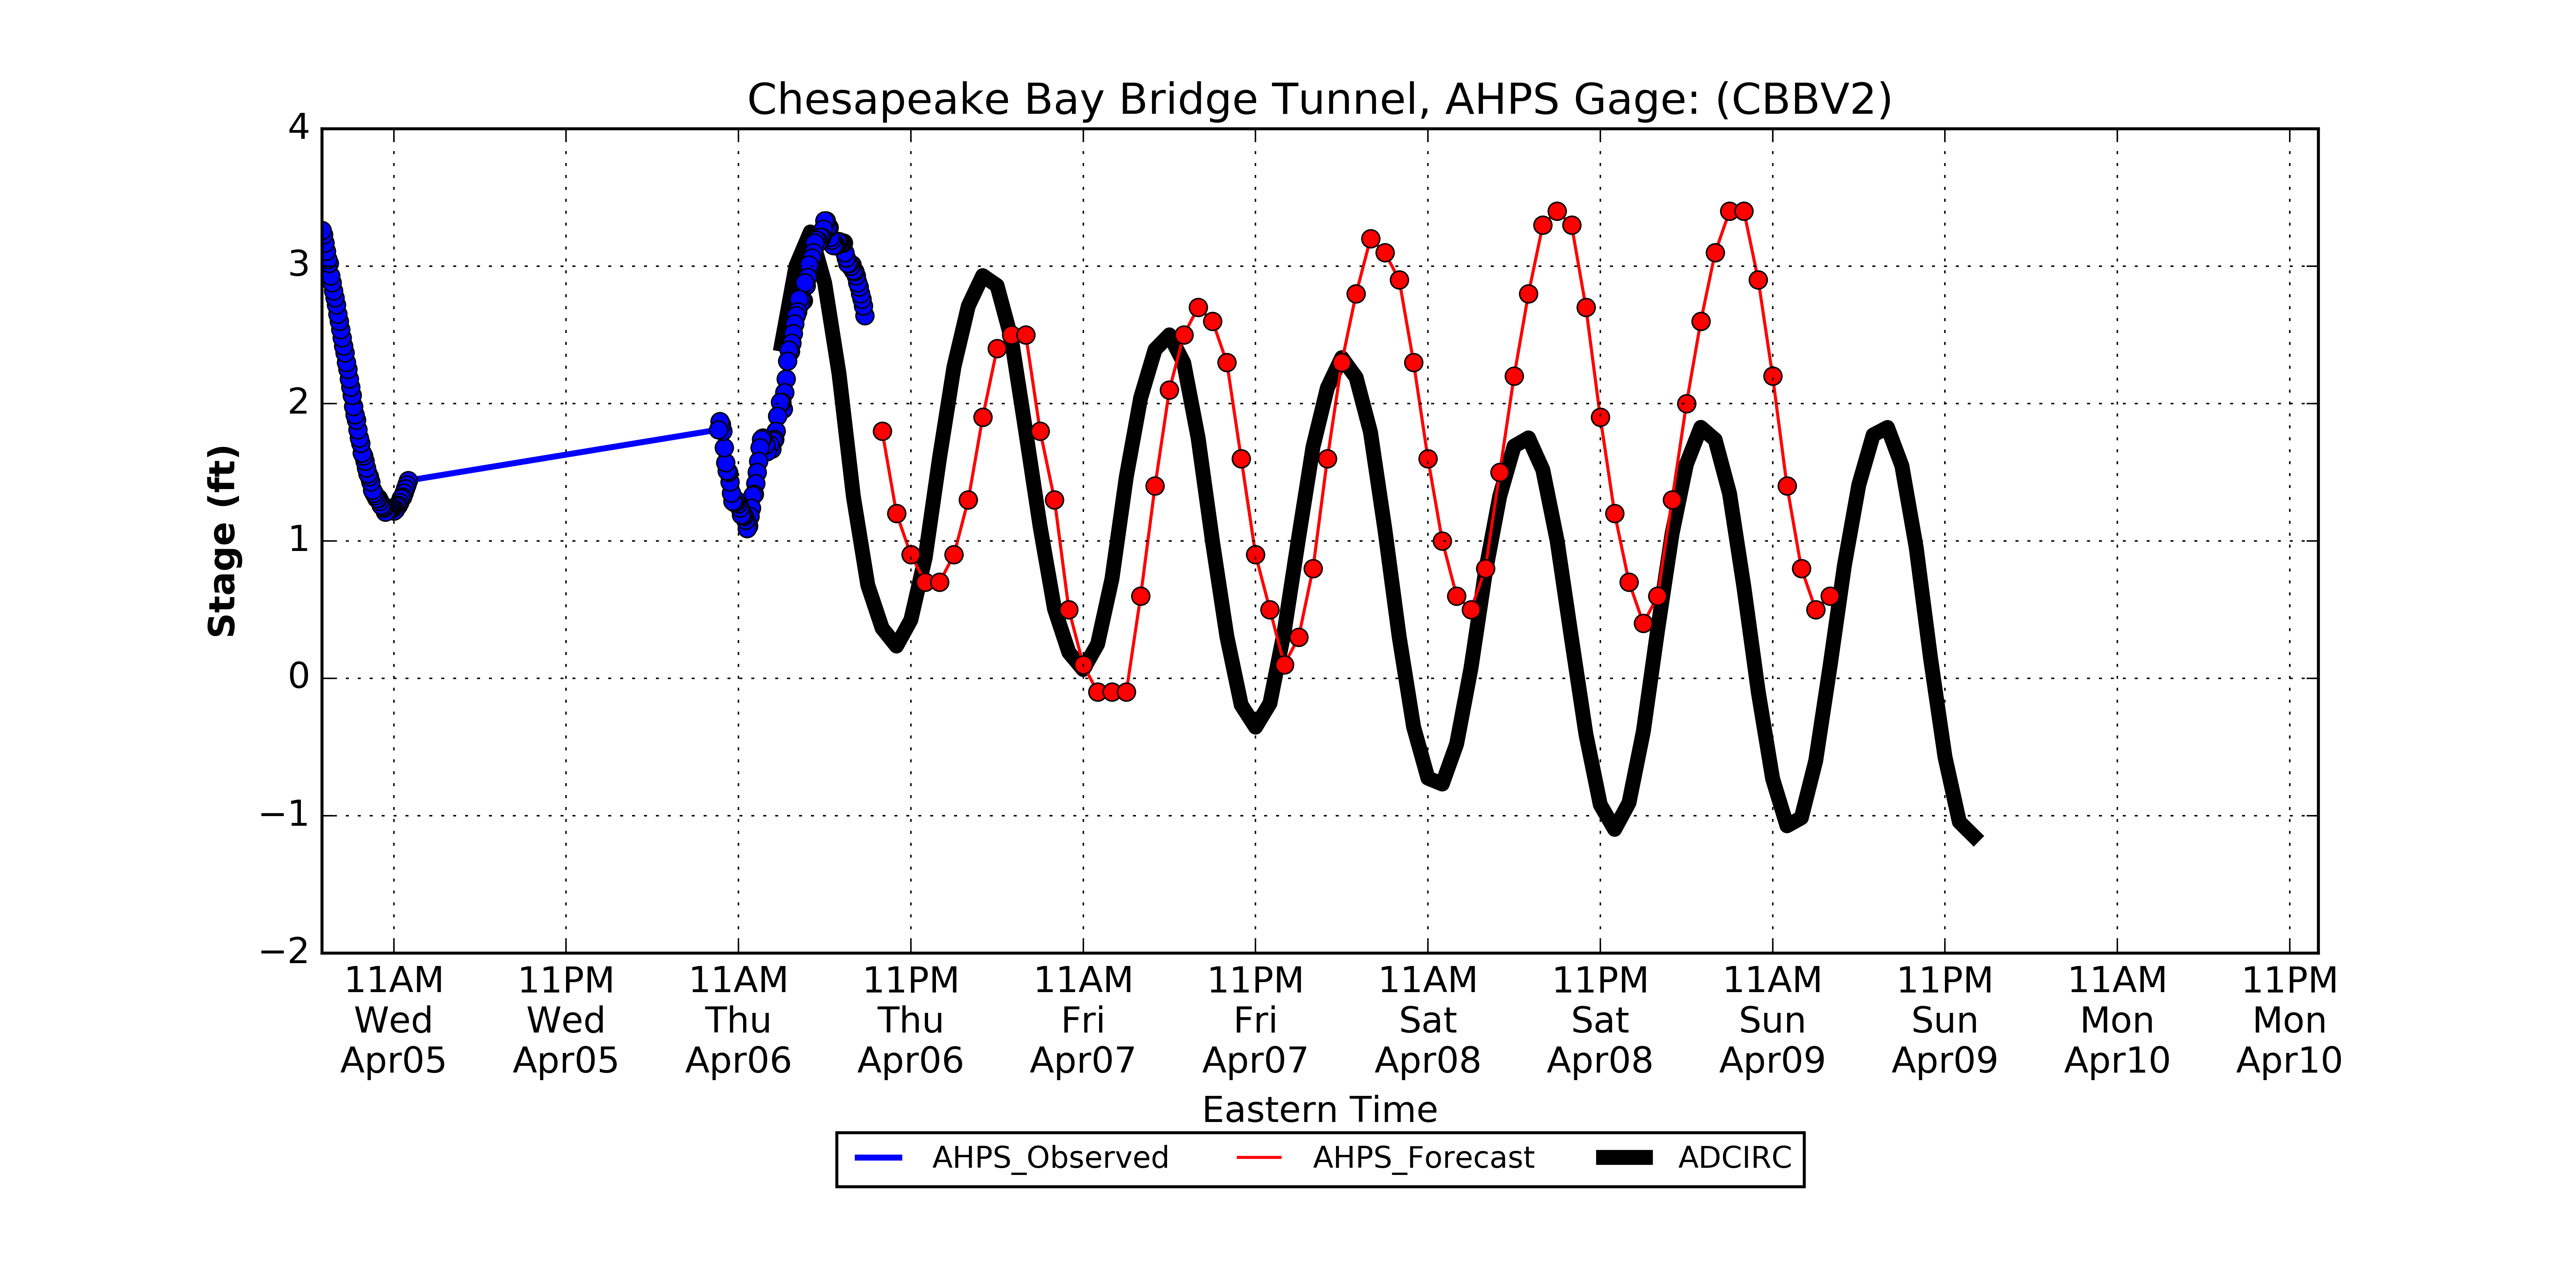 Chesapeake Bay Bridge Tunnel, AHPS Gage: (CBBV2)
4
3
2
1
0
−1
−2
Stage (ft)
11AM 11PM 11AM 11PM 11AM 11PM 11AM 11PM 11AM 11PM 11AM 11PM
Wed Wed Thu Thu Fri Fri Sat Sat Sun Sun Mon Mon
Apr05 Apr05 Apr06 Apr06 Apr07 Apr07 Apr08 Apr08 Apr09 Apr09 Apr10 Apr10
Eastern Time
AHPS_Observed AHPS_Forecast ADCIRC